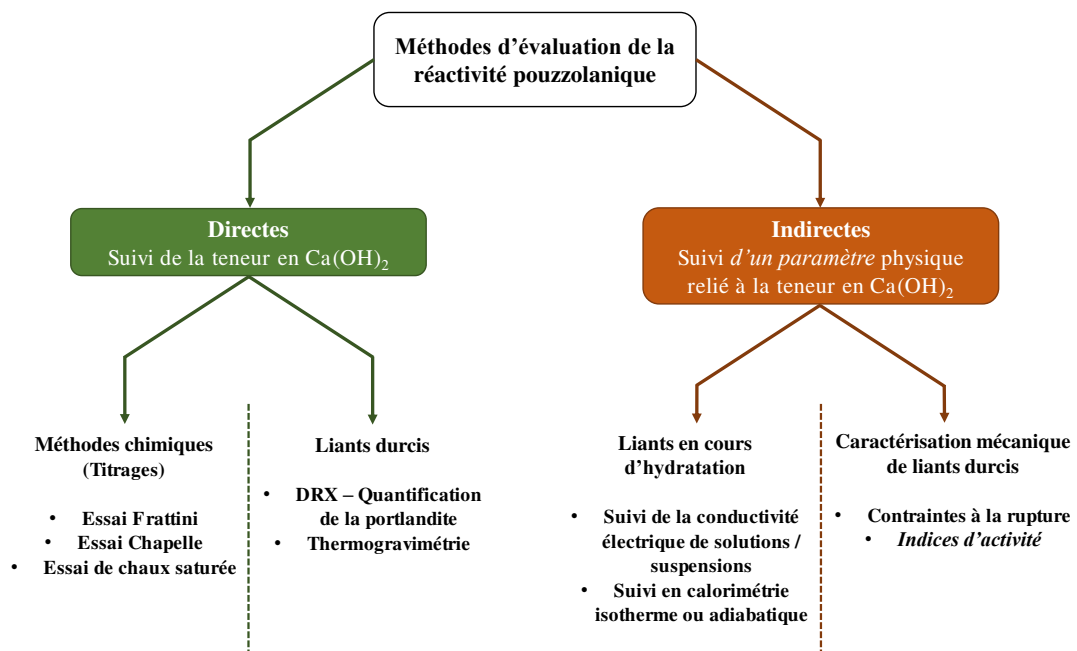 Méthodes d’évaluation de la
réactivité pouzzolanique
Directes
Suivi de la teneur en Ca(OH)₂
Indirectes
Suivi d’un paramètre physique
relié à la teneur en Ca(OH)₂
Méthodes chimiques
(Titrages)
• Essai Frattini
• Essai Chapelle
• Essai de chaux saturée
Liants durcis
• DRX – Quantification
de la portlandite
• Thermogravimétrie
Liants en cours
d’hydratation
• Suivi de la conductivité
électrique de solutions /
suspensions
• Suivi en calorimétrie
isotherme ou adiabatique
Caractérisation mécanique
de liants durcis
• Contraintes à la rupture
• Indices d’activité